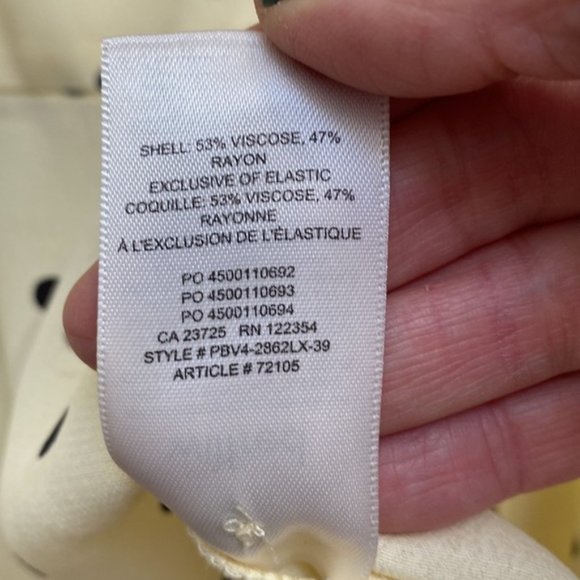 SHELL: 53% VISCOSE, 47%
RAYON
EXCLUSIVE OF ELASTIC
COQUILLE: 53% VISCOSE, 47%
RAYONNE
À L'EXCLUSION DE L'ÉLASTIQUE
PO 4500110692
PO 4500110693
PO 4500110694
CA 23725 RN 122354
STYLE # PBV4-2862LX-39
ARTICLE # 72105